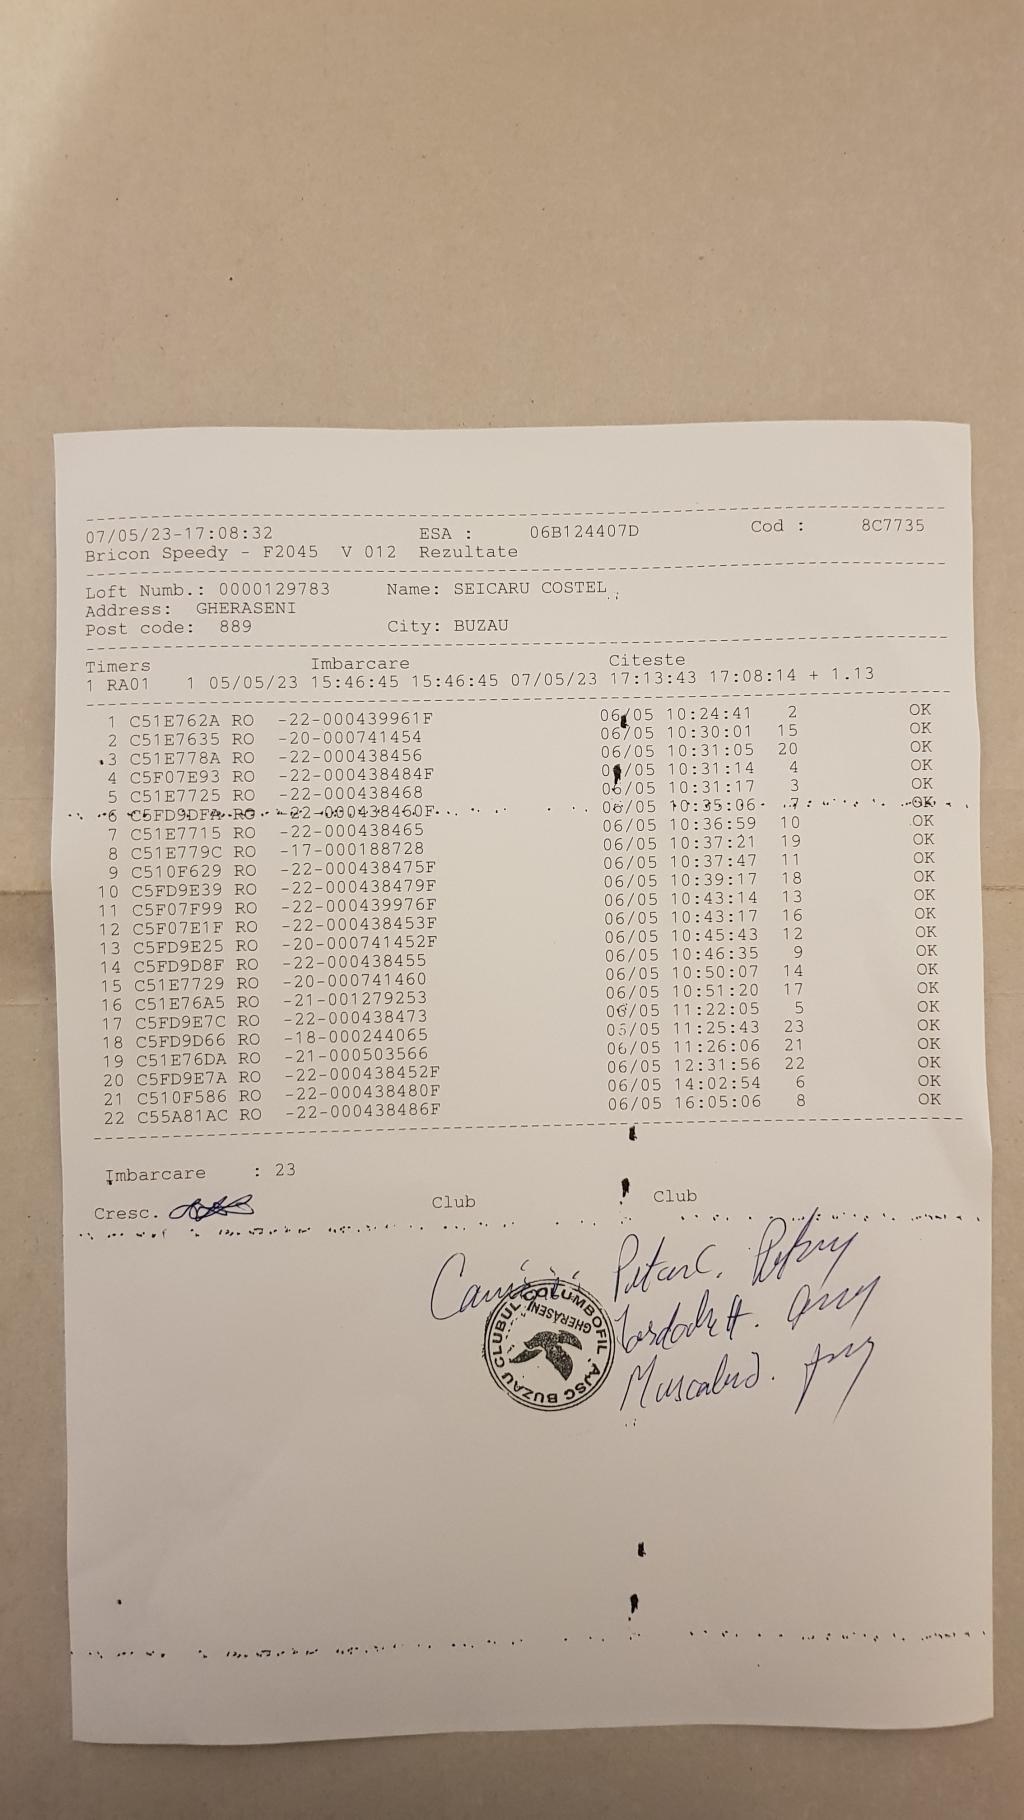 07/05/23-17:08:32 ESA : 06B124407D Cod : 8C7735
Bricon Speedy - F2045 V 012 Rezultate
Loft Numb.: 0000129783 Name: SEICARU COSTEL
Address: GHERASENI
Post code: 889 City: BUZAU
Timers Imbarcare Citeste
1 RA01 1 05/05/23 15:46:45 15:46:45 07/05/23 17:13:43 17:08:14 + 1.13
1 C51E762A RO -22-000439961F 06/05 10:24:41 2 OK
2 C51E7635 RO -20-000741454 06/05 10:30:01 15 OK
3 C51E778A RO -22-000438456 06/05 10:31:05 20 OK
4 C5F07E93 RO -22-000438484F 06/05 10:31:14 4 OK
5 C51E7725 RO -22-000438468 06/05 10:31:17 3 OK
6 C5FD9DFA RO -22-000438460F 06/05 10:35:06 7 OK
7 C51E7715 RO -22-000438465 06/05 10:36:59 10 OK
8 C51E779C RO -17-000188728 06/05 10:37:21 19 OK
9 C510F629 RO -22-000438475F 06/05 10:37:47 11 OK
10 C5FD9E39 RO -22-000438479F 06/05 10:39:17 18 OK
11 C5F07F99 RO -22-000439976F 06/05 10:43:14 13 OK
12 C5F07E1F RO -22-000438453F 06/05 10:43:17 16 OK
13 C5FD9E25 RO -20-000741452F 06/05 10:45:43 12 OK
14 C5FD9D8F RO -22-000438455 06/05 10:46:35 9 OK
15 C51E7729 RO -20-000741460 06/05 10:50:07 14 OK
16 C51E76A5 RO -21-001279253 06/05 10:51:20 17 OK
17 C5FD9E7C RO -22-000438473 06/05 11:22:05 5 OK
18 C5FD9D66 RO -18-000244065 06/05 11:25:43 23 OK
19 C51E76DA RO -21-000503566 06/05 11:26:06 21 OK
20 C5FD9E7A RO -22-000438452F 06/05 12:31:56 22 OK
21 C510F586 RO -22-000438480F 06/05 14:02:54 6 OK
22 C55A81AC RO -22-000438486F 06/05 16:05:06 8 OK
Imbarcare : 23
Cresc. Club Club
CLUBUL COLUMBOFIL
GHERASENI
AJSC BUZAU